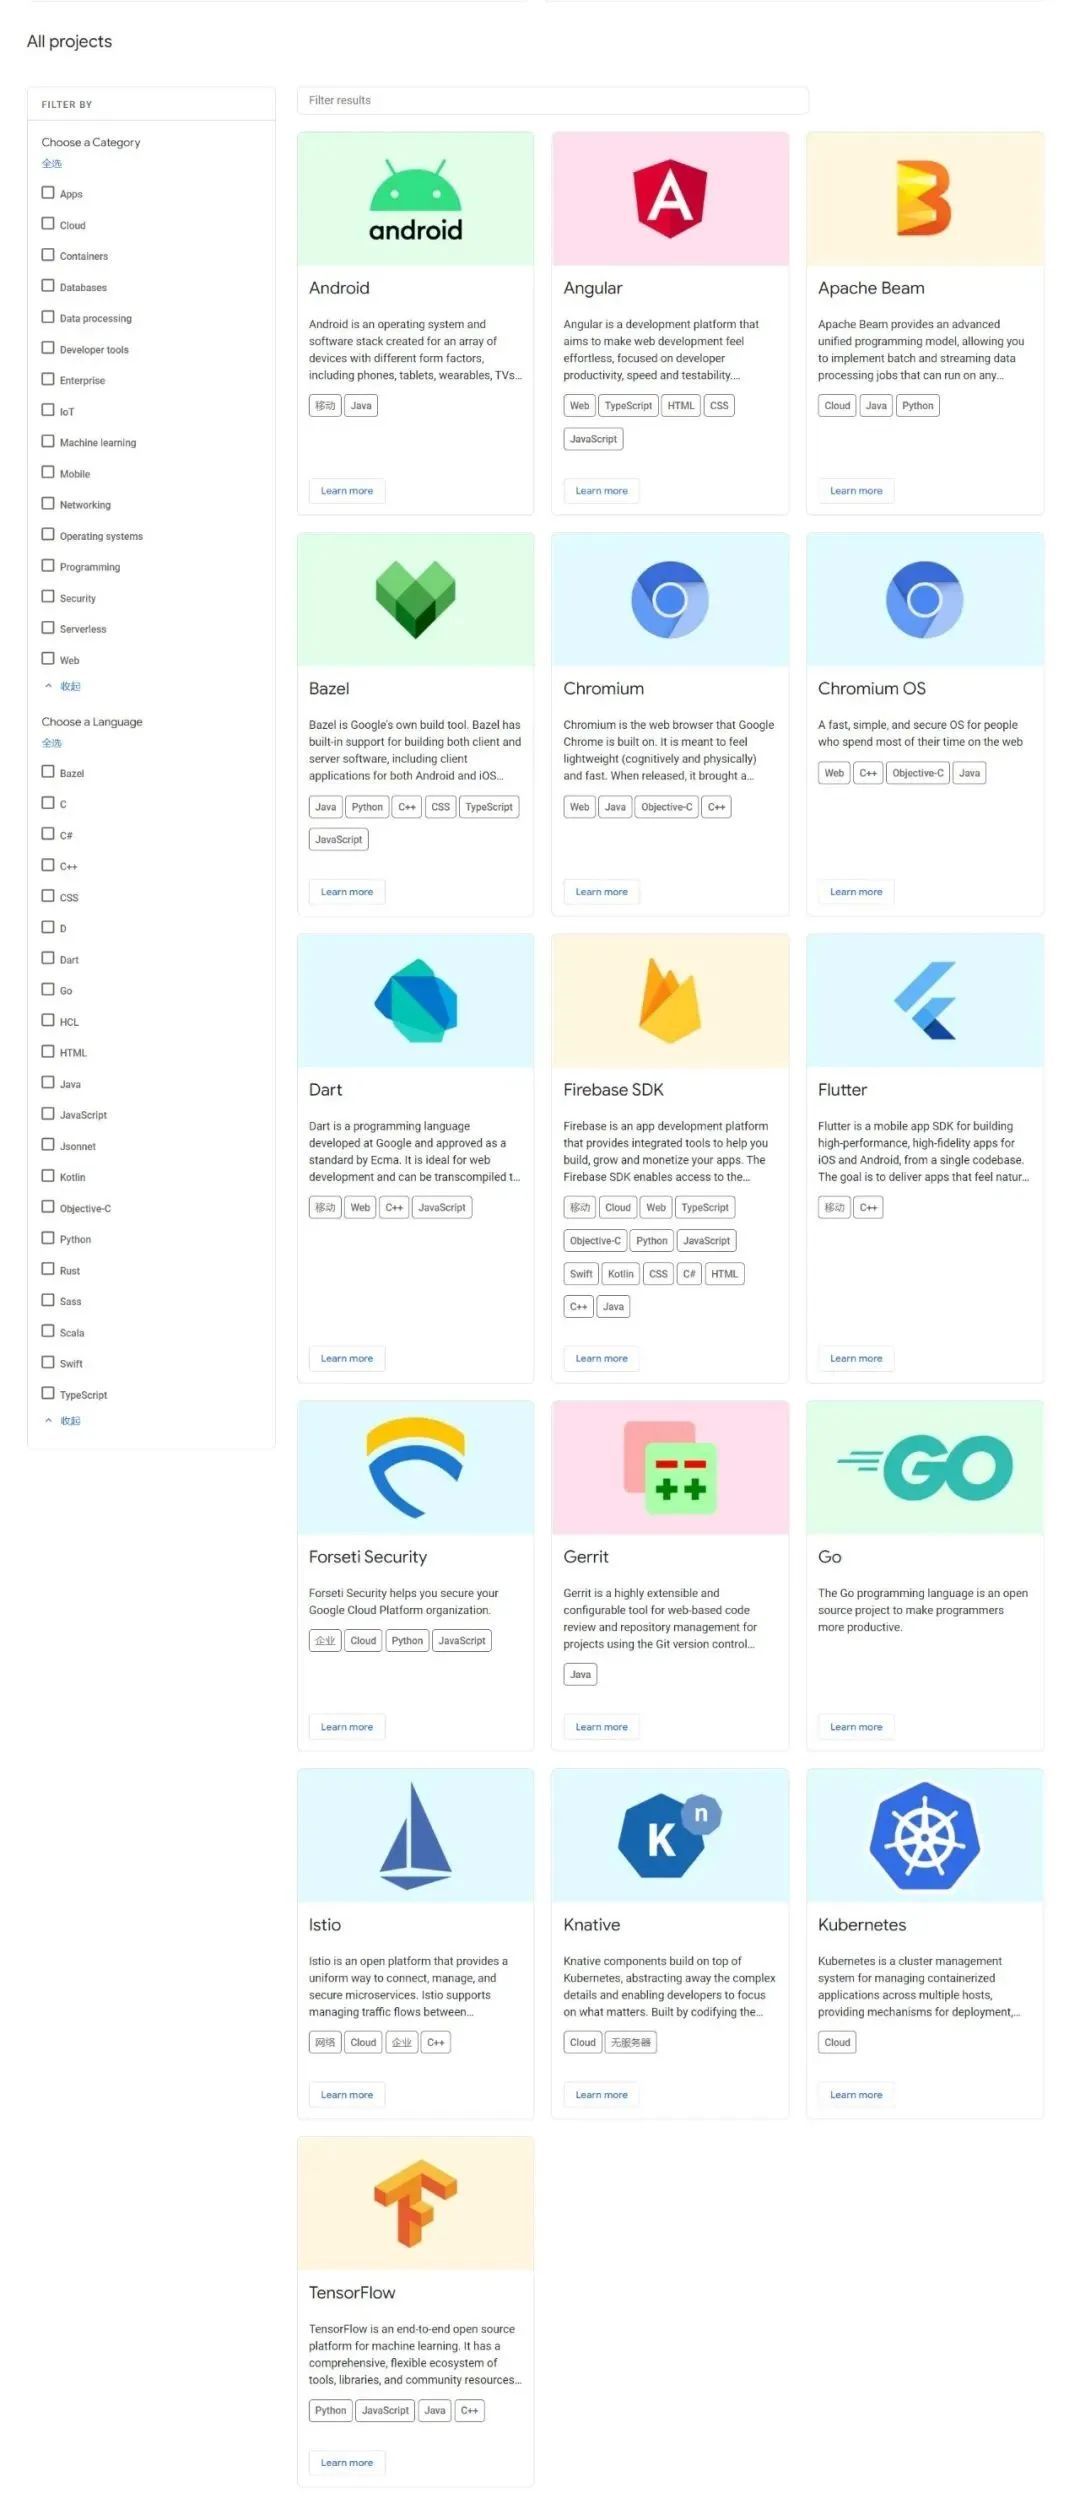 All projects
FILTER BY
Choose a Category
全选
Apps
Cloud
Containers
Databases
Data processing
Developer tools
Enterprise
IoT
Machine learning
Mobile
Networking
Operating systems
Programming
Security
Serverless
Web
收起
Choose a Language
全选
Bazel
C
C#
C++
CSS
D
Dart
Go
HCL
HTML
Java
JavaScript
Jsonnet
Kotlin
Objective-C
Python
Rust
Sass
Scala
Swift
TypeScript
收起
Filter results
android
Android
Android is an operating system and
software stack created for an array of
devices with different form factors,
including phones, tablets, wearables, TVs...
移动 Java
Learn more
A
Angular
Angular is a development platform that
aims to make web development feel
effortless, focused on developer
productivity, speed and testability....
Web TypeScript HTML CSS
JavaScript
Learn more
B
Apache Beam
Apache Beam provides an advanced
unified programming model, allowing you
to implement batch and streaming data
processing jobs that can run on any...
Cloud Java Python
Learn more
Bazel
Bazel is Google's own build tool. Bazel has
built-in support for building both client and
server software, including client
applications for both Android and iOS...
Java Python C++ CSS TypeScript
JavaScript
Learn more
Chromium
Chromium is the web browser that Google
Chrome is built on. It is meant to feel
lightweight (cognitively and physically)
and fast. When released, it brought a...
Web Java Objective-C C++
Learn more
Chromium OS
A fast, simple, and secure OS for people
who spend most of their time on the web
Web C++ Objective-C Java
Learn more
Dart
Dart is a programming language
developed at Google and approved as a
standard by Ecma. It is ideal for web
development and can be transcompiled t...
移动 Web C++ JavaScript
Learn more
Firebase SDK
Firebase is an app development platform
that provides integrated tools to help you
build, grow and monetize your apps. The
Firebase SDK enables access to the...
移动 Cloud Web TypeScript
Objective-C Python JavaScript
Swift Kotlin CSS C# HTML
C++ Java
Learn more
Flutter
Flutter is a mobile app SDK for building
high-performance, high-fidelity apps for
iOS and Android, from a single codebase.
The goal is to deliver apps that feel natur...
移动 C++
Learn more
Forseti Security
Forseti Security helps you secure your
Google Cloud Platform organization.
企业 Cloud Python JavaScript
Learn more
Gerrit
Gerrit is a highly extensible and
configurable tool for web-based code
review and repository management for
projects using the Git version control...
Java
Learn more
GO
Go
The Go programming language is an open
source project to make programmers
more productive.
Learn more
Istio
Istio is an open platform that provides a
uniform way to connect, manage, and
secure microservices. Istio supports
managing traffic flows between...
网络 Cloud 企业 C++
Learn more
K n
Knative
Knative components build on top of
Kubernetes, abstracting away the complex
details and enabling developers to focus
on what matters. Built by codifying the...
Cloud 无服务器
Learn more
Kubernetes
Kubernetes is a cluster management
system for managing containerized
applications across multiple hosts,
providing mechanisms for deployment,...
Cloud
Learn more
TensorFlow
TensorFlow is an end-to-end open source
platform for machine learning. It has a
comprehensive, flexible ecosystem of
tools, libraries, and community resources...
Python JavaScript Java C++
Learn more